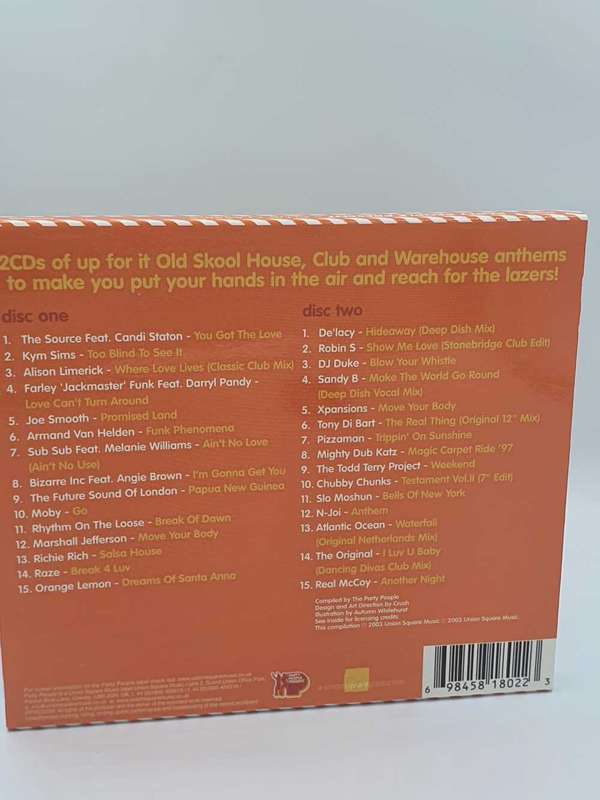 2CDs of up for it Old Skool House, Club and Warehouse anthems
to make you put your hands in the air and reach for the lazers!
disc one
1. The Source Feat. Candi Staton - You Got The Love
2. Kym Sims - Too Blind To See It
3. Alison Limerick - Where Love Lives (Classic Club Mix)
4. Farley 'Jackmaster' Funk Feat. Darryl Pandy -
Love Can't Turn Around
5. Joe Smooth - Promised Land
6. Armand Van Helden - Funk Phenomena
7. Sub Sub Feat. Melanie Williams - Ain't No Love
(Ain't No Use)
8. Bizarre Inc Feat. Angie Brown - I'm Gonna Get You
9. The Future Sound Of London - Papua New Guinea
10. Moby - Go
11. Rhythm On The Loose - Break Of Dawn
12. Marshall Jefferson - Move Your Body
13. Richie Rich - Salsa House
14. Raze - Break 4 Luv
15. Orange Lemon - Dreams Of Santa Anna
disc two
1. De'lacy - Hideaway (Deep Dish Mix)
2. Robin S - Show Me Love (Stonebridge Club Edit)
3. DJ Duke - Blow Your Whistle
4. Sandy B - Make The World Go Round
(Deep Dish Vocal Mix)
5. Xpansions - Move Your Body
6. Tony Di Bart - The Real Thing (Original 12" Mix)
7. Pizzaman - Trippin' On Sunshine
8. Mighty Dub Katz - Magic Carpet Ride '97
9. The Todd Terry Project - Weekend
10. Chubby Chunks - Testament Vol.II (7" Edit)
11. Slo Moshun - Bells Of New York
12. N-Joi - Anthem
13. Atlantic Ocean - Waterfall
(Original Netherlands Mix)
14. The Original - I Luv U Baby
(Dancing Divas Club Mix)
15. Real McCoy - Another Night
Compiled by The Party People
Design and Art Direction by Crush
Illustration by Autumn Whitehurst
See inside for licensing credits.
This compilation ℗ 2003 Union Square Music © 2003 Union Square Music
6 98458 18022 3